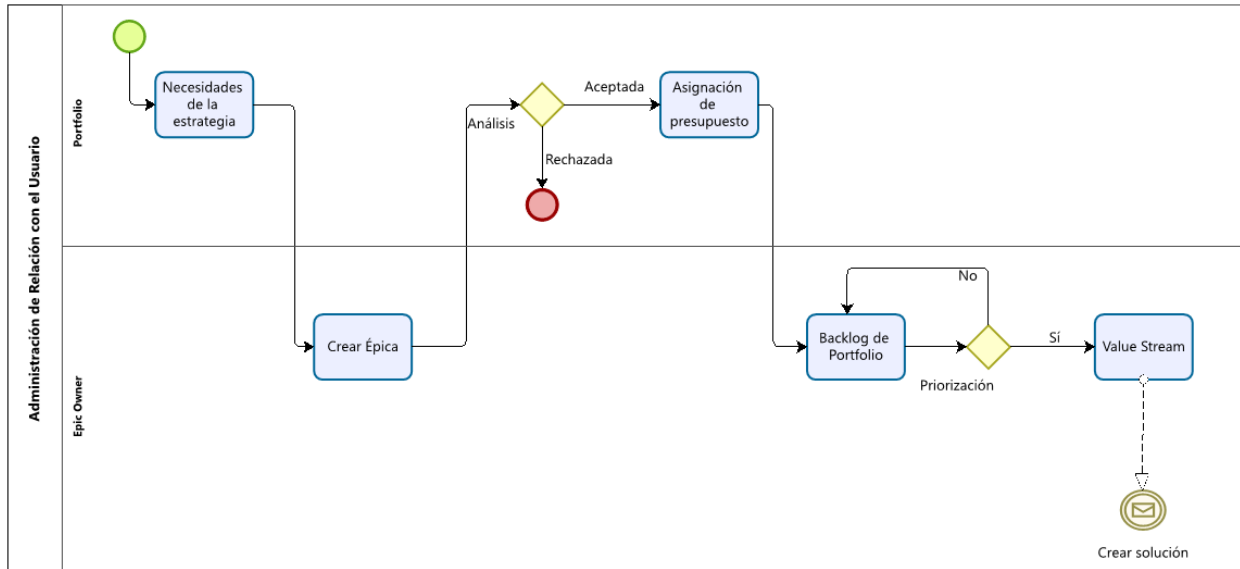 Administración de Relación con el Usuario
Portfolio
Necesidades
de la
estrategia
Análisis
Aceptada
Rechazada
Asignación
de
presupuesto
Epic Owner
Crear Épica
Backlog de
Portfolio
No
Priorización
Sí
Value Stream
Crear solución